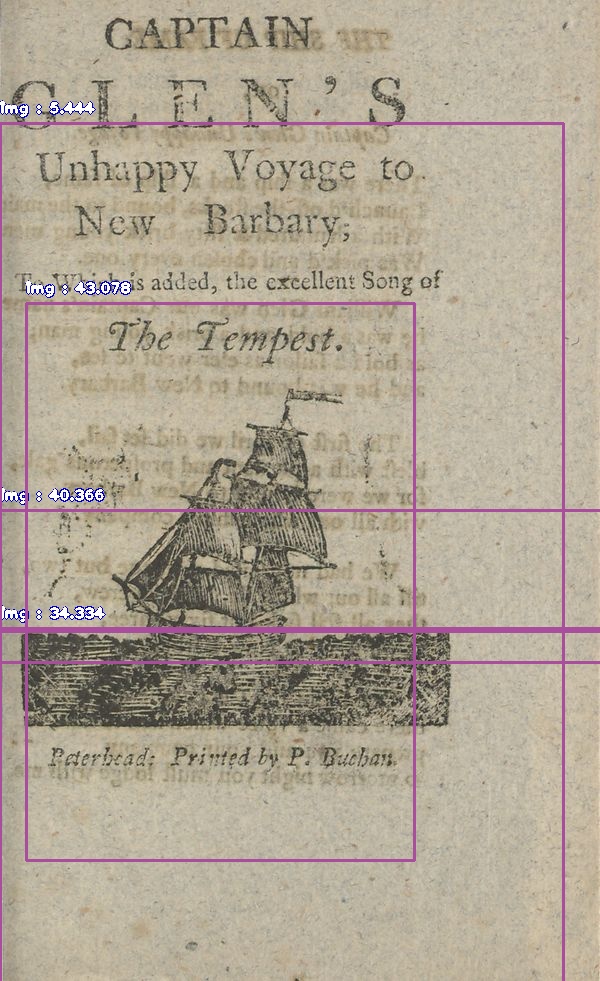 CAPTAIN
GLEN'S
Img : 5.444
Unhappy Voyage to
New Barbary;
To Which is added, the excellent Song of
Img : 43.078
The Tempest.
Img : 40.366
Img : 34.334
Peterhead: Printed by P. Buchan.